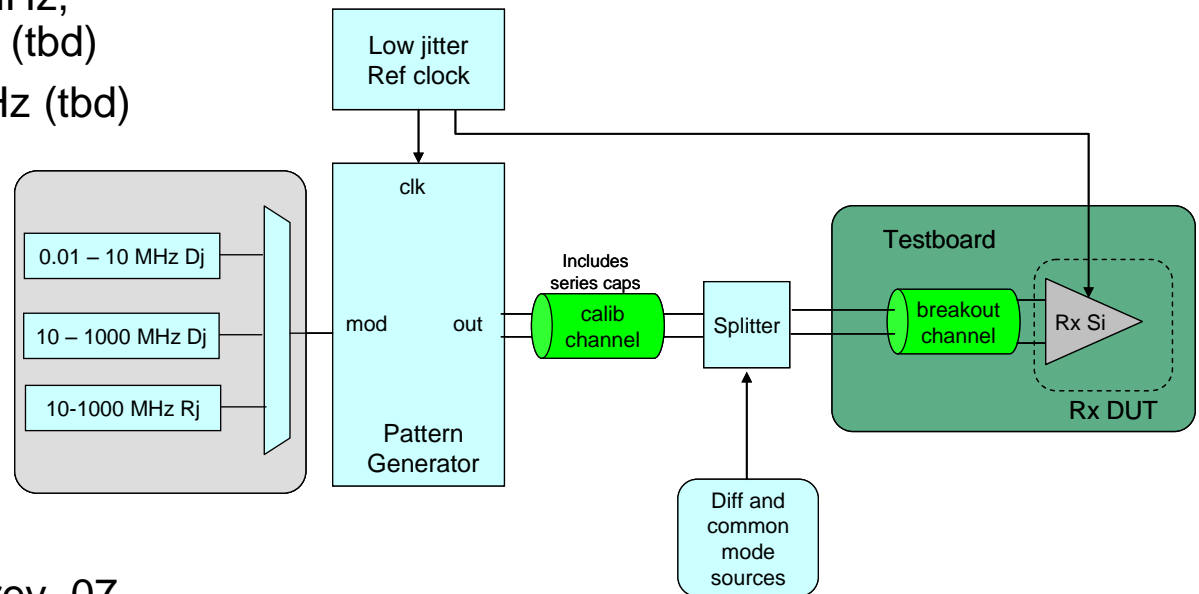 (tbd)
Hz (tbd)
Low jitter
Ref clock
clk
mod
out
Pattern
Generator
0.01 – 10 MHz Dj
10 – 1000 MHz Dj
10-1000 MHz Rj
Includes
series caps
calib
channel
Splitter
Diff and
common
mode
sources
Testboard
breakout
channel
Rx Si
Rx DUT
07